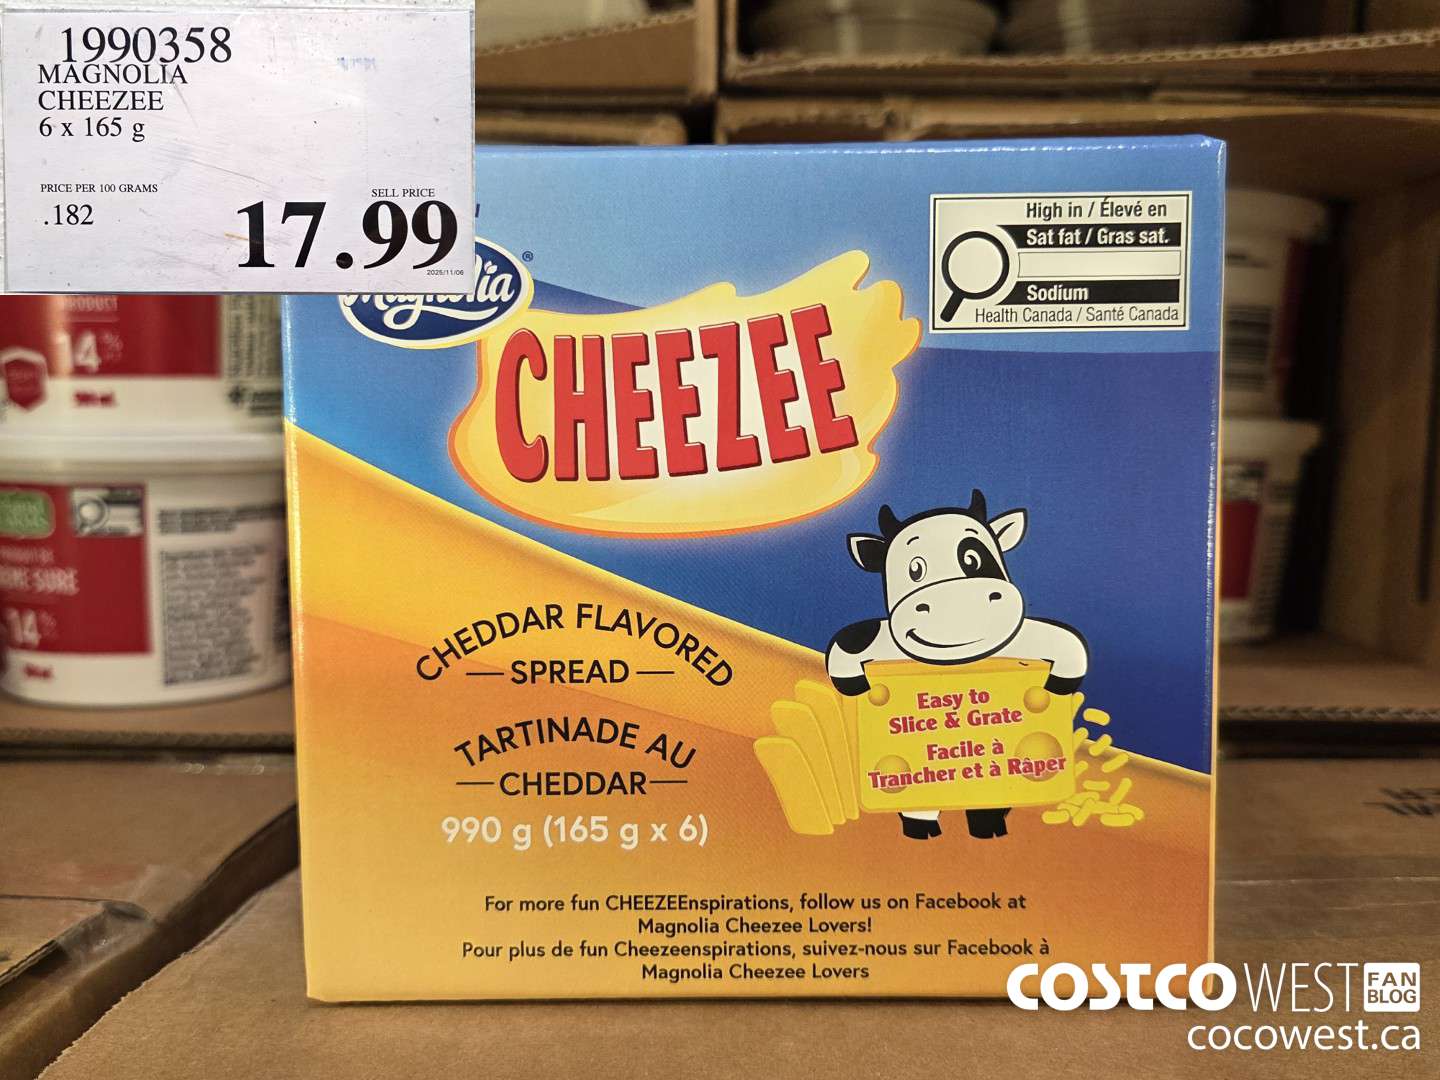 1990358
MAGNOLIA
CHEEZEE
6 x 165 g
PRICE PER 100 GRAMS
.182
SELL PRICE
17.99
2025/11/06
Magnolia®
CHEEZEE
High in / Élevé en
Sat fat / Gras sat.
Sodium
Health Canada / Santé Canada
CHEDDAR FLAVORED
SPREAD
TARTINADE AU
CHEDDAR
990 g (165 g x 6)
Easy to
Slice & Grate
Facile à
Trancher et à Râper
For more fun CHEEZEEnspirations, follow us on Facebook at
Magnolia Cheezee Lovers!
Pour plus de fun Cheezeenspirations, suivez-nous sur Facebook à
Magnolia Cheezee Lovers
PRODUCT
14%
14%
COSTCO WEST FAN
BLOG
cocowest.ca